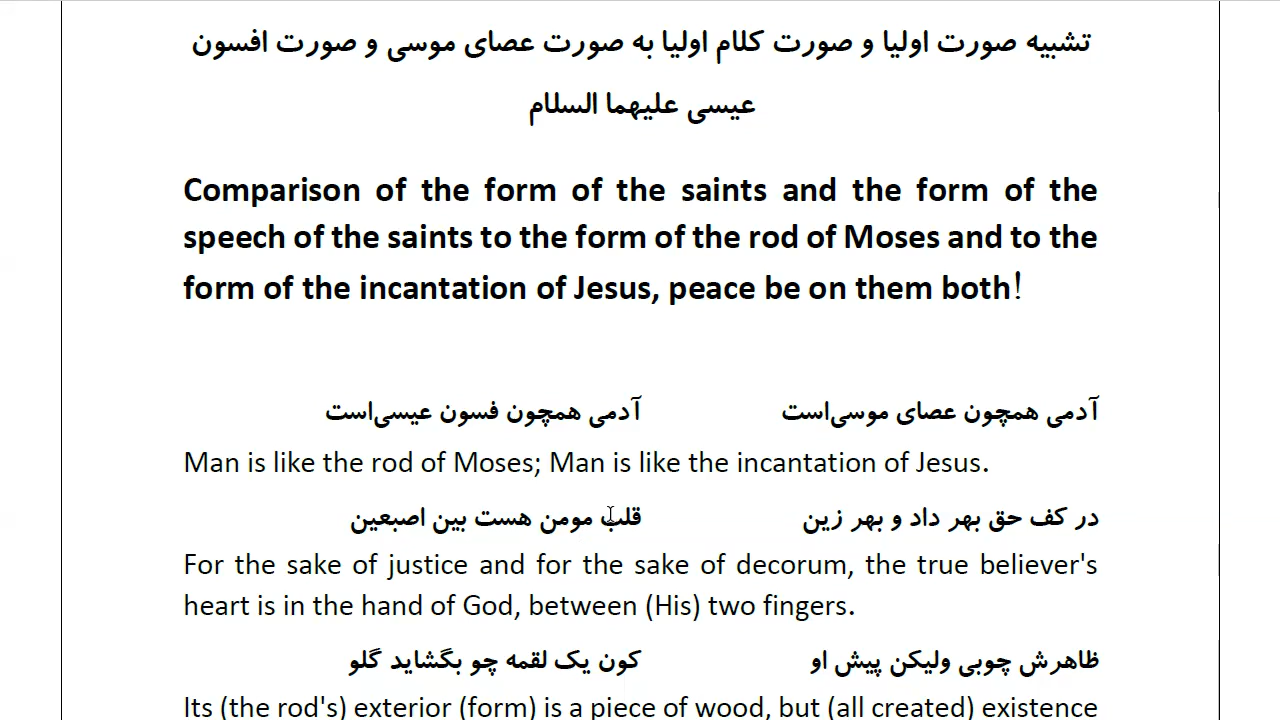 تشبیه صورت اولیا و صورت کلام اولیا به صورت عصای موسی و صورت افسون
عیسی علیهما السلام
Comparison of the form of the saints and the form of the
speech of the saints to the form of the rod of Moses and to the
form of the incantation of Jesus, peace be on them both!
آدمی همچون عصای موسی‌است آدمی همچون فسون عیسی‌است
Man is like the rod of Moses; Man is like the incantation of Jesus.
در کف حق بهر داد و بهر زین قلب مومن هست بین اصبعین
For the sake of justice and for the sake of decorum, the true believer's
heart is in the hand of God, between (His) two fingers.
ظاهرش چوبی ولیکن پیش او کون یک لقمه چو بگشاید گلو
Its (the rod's) exterior (form) is a piece of wood, but (all created) existence